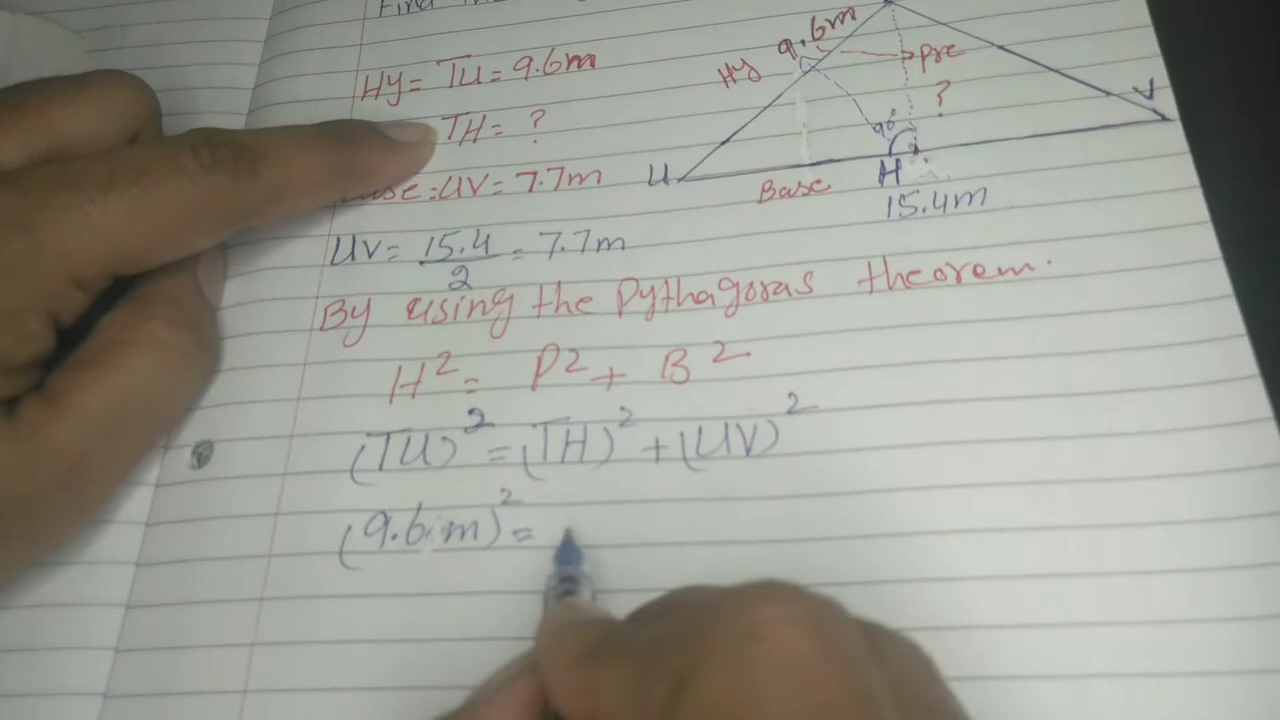 Find
Hy = TU = 9.6m
TH = ?
Base: UV = 7.7m
UV = 15.4/2 = 7.7m
By using the Pythagoras theorem.
H² = P² + B²
(TU)² = (TH)² + (UV)²
(9.6m)² =
9.6m
Hy
Pre
?
90°
V
U
Base
H
15.4m